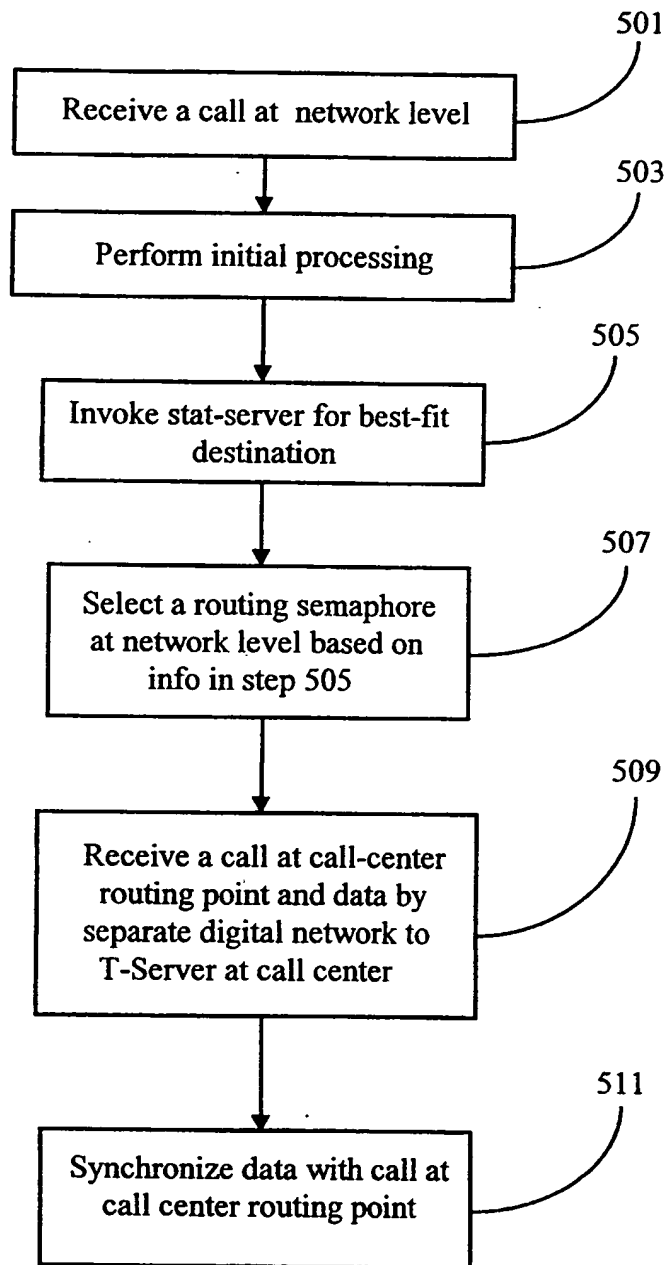 501
Receive a call at network level
503
Perform initial processing
505
Invoke stat-server for best-fit
destination
507
Select a routing semaphore
at network level based on
info in step 505
509
Receive a call at call-center
routing point and data by
separate digital network to
T-Server at call center
511
Synchronize data with call at
call center routing point